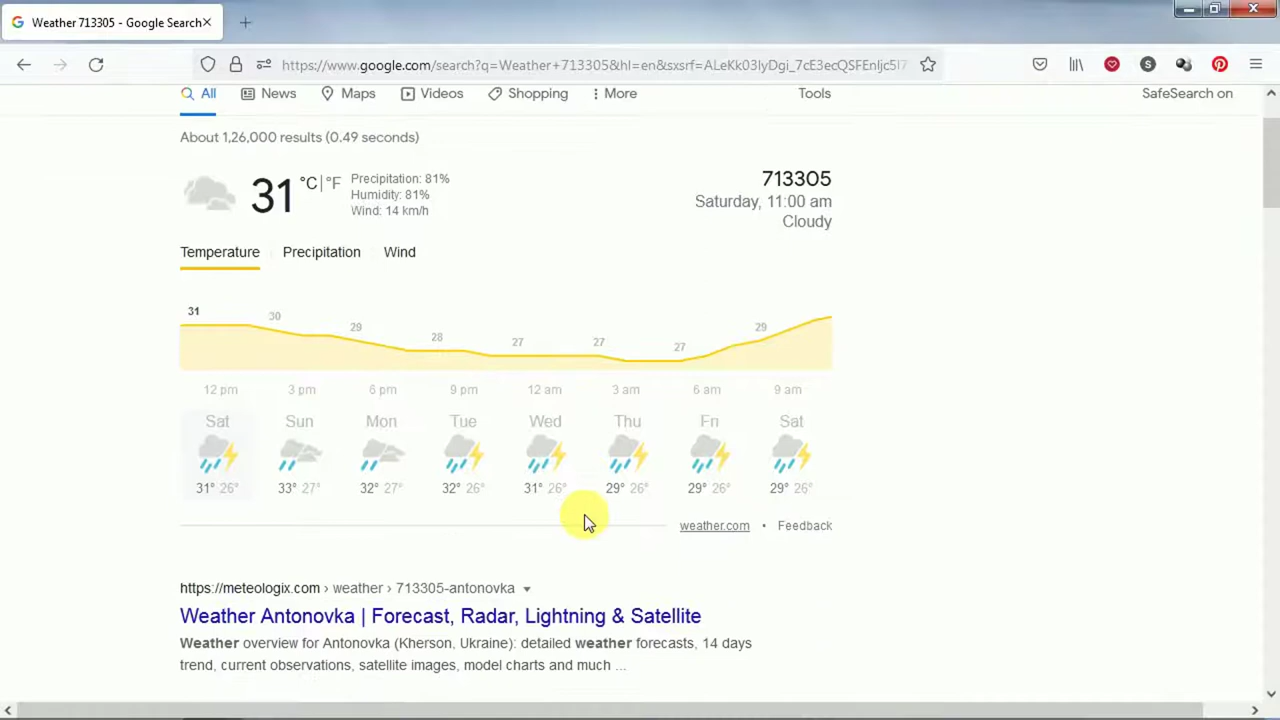 Weather 713305 - Google Search
https://www.google.com/search?q=Weather+713305&hl=en&sxsrf=ALeKk03IyDgi_7cE3ecQSFEnIjc5I7
All News Maps Videos Shopping More Tools SafeSearch on
About 1,26,000 results (0.49 seconds)
31 °C|°F
Precipitation: 81%
Humidity: 81%
Wind: 14 km/h
713305
Saturday, 11:00 am
Cloudy
Temperature Precipitation Wind
31 30 29 28 27 27 27 29
12 pm 3 pm 6 pm 9 pm 12 am 3 am 6 am 9 am
Sat Sun Mon Tue Wed Thu Fri Sat
31° 26° 33° 27° 32° 27° 32° 26° 31° 26° 29° 26° 29° 26° 29° 26°
weather.com • Feedback
https://meteologix.com › weather › 713305-antonovka
Weather Antonovka | Forecast, Radar, Lightning & Satellite
Weather overview for Antonovka (Kherson, Ukraine): detailed weather forecasts, 14 days
trend, current observations, satellite images, model charts and much ...